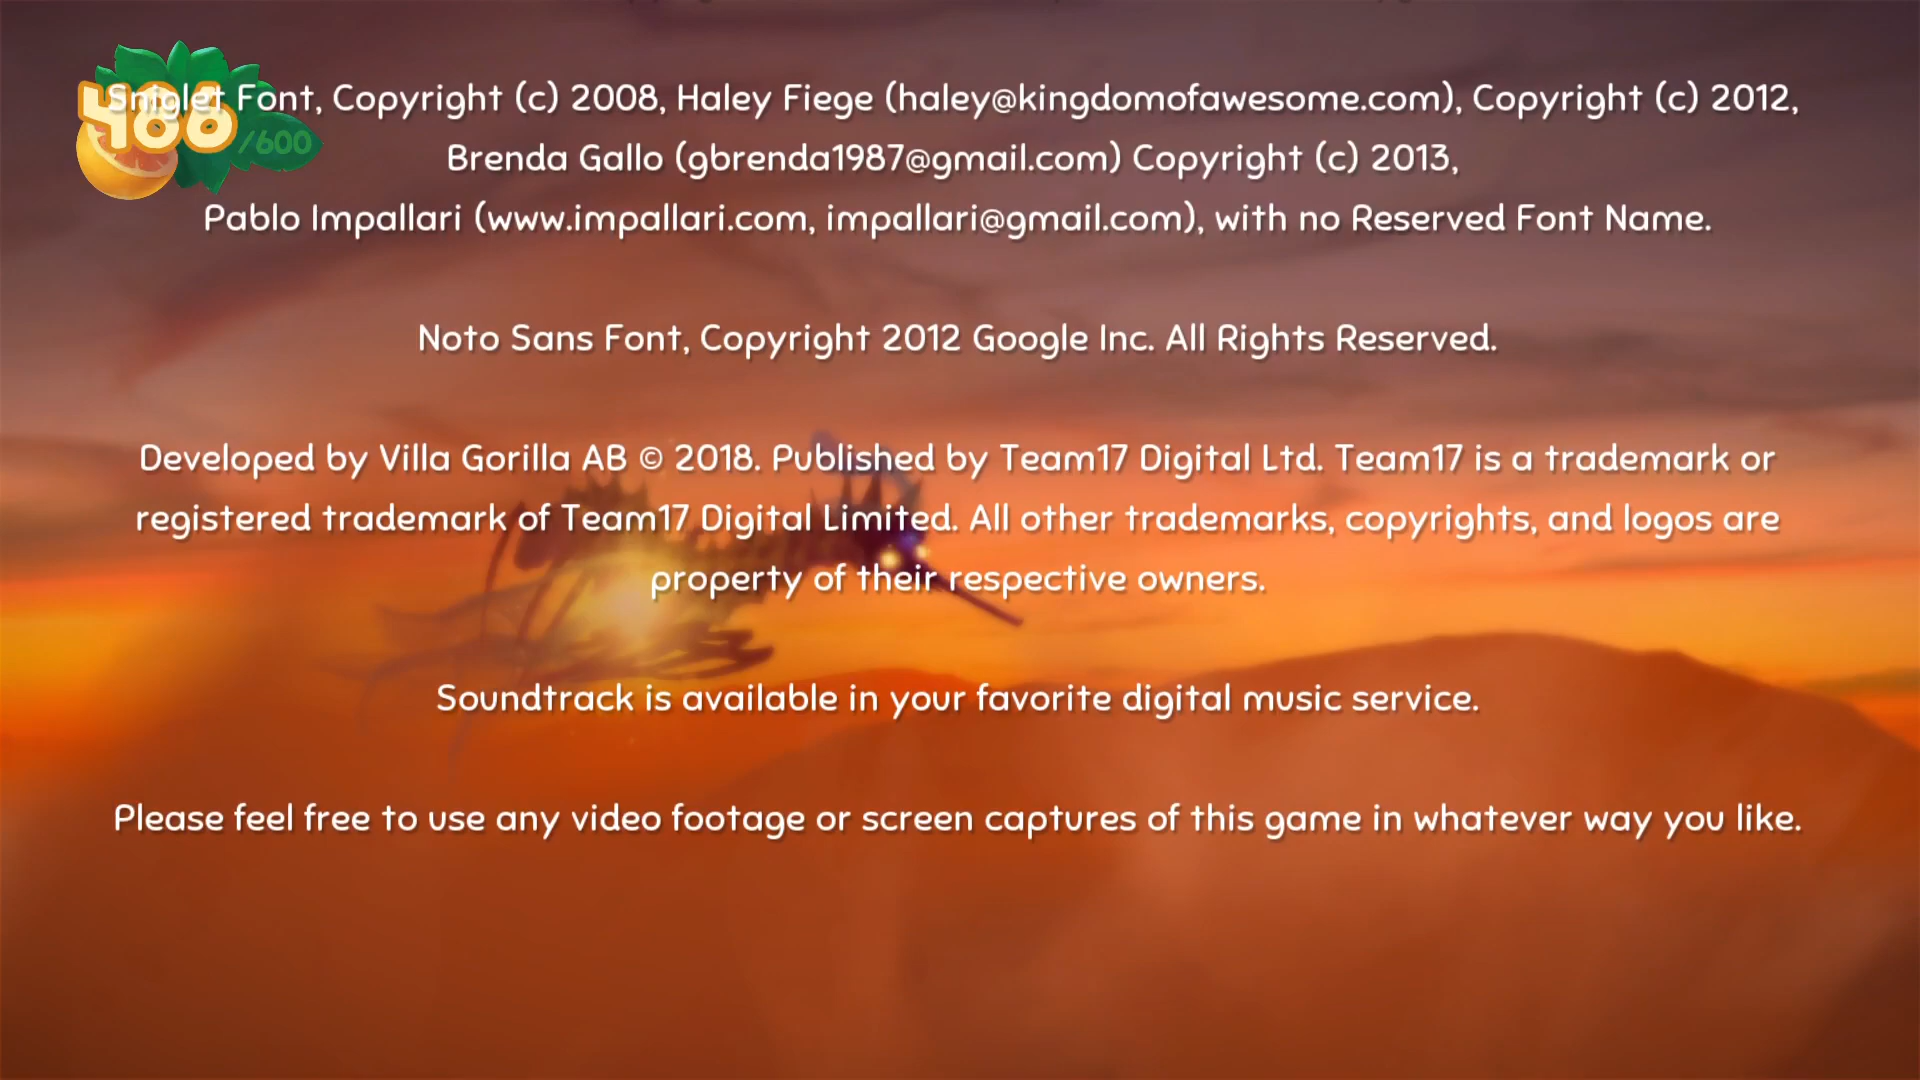 466
/600
Sniglet Font, Copyright (c) 2008, Haley Fiege (haley@kingdomofawesome.com), Copyright (c) 2012,
Brenda Gallo (gbrenda1987@gmail.com) Copyright (c) 2013,
Pablo Impallari (www.impallari.com, impallari@gmail.com), with no Reserved Font Name.
Noto Sans Font, Copyright 2012 Google Inc. All Rights Reserved.
Developed by Villa Gorilla AB © 2018. Published by Team17 Digital Ltd. Team17 is a trademark or
registered trademark of Team17 Digital Limited. All other trademarks, copyrights, and logos are
property of their respective owners.
Soundtrack is available in your favorite digital music service.
Please feel free to use any video footage or screen captures of this game in whatever way you like.